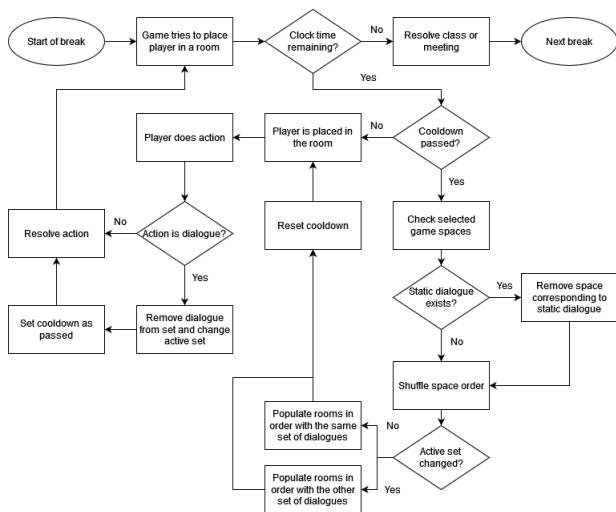 Start of break
Game tries to place
player in a room
Clock time
remaining?
No
Resolve class or
meeting
Next break
Yes
Player does action
Player is placed in
the room
No
Cooldown
passed?
Yes
Resolve action
No
Action is dialogue?
Reset cooldown
Check selected
game spaces
Yes
Static dialogue
exists?
Yes
Remove space
corresponding to
static dialogue
Set cooldown as
passed
Remove dialogue
from set and change
active set
No
Shuffle space order
Populate rooms in
order with the same
set of dialogues
No
Active set
changed?
Populate rooms in
order with the other
set of dialogues
Yes